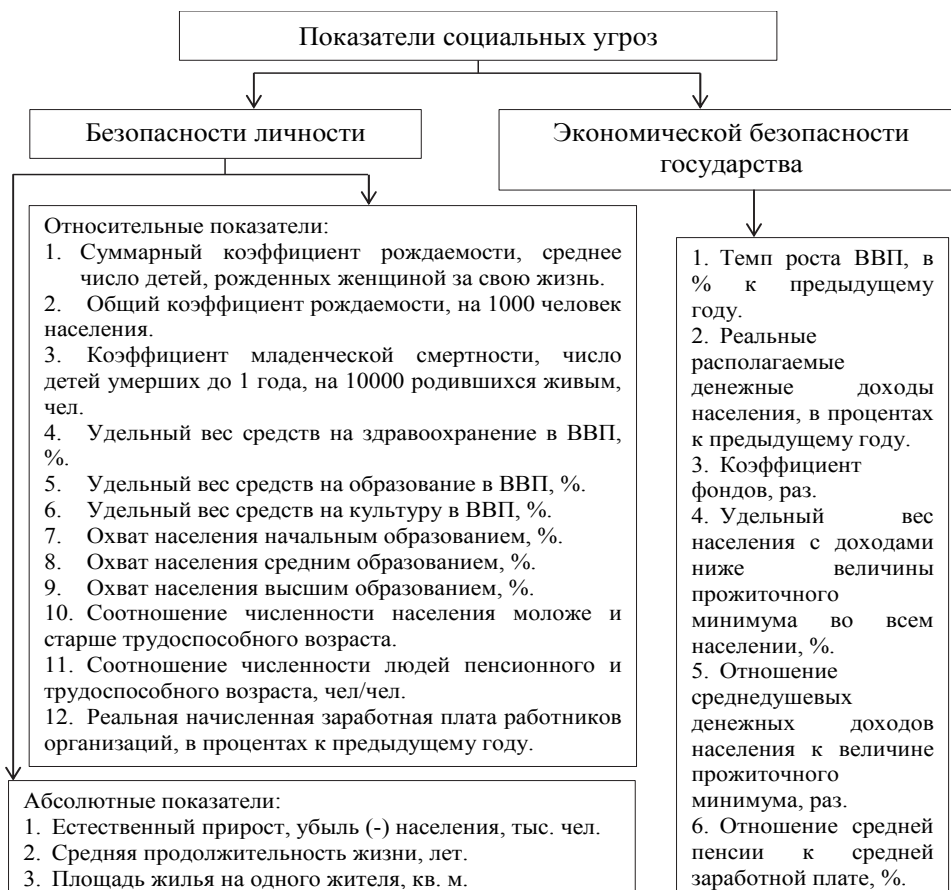 Показатели социальных угроз
Безопасности личности
Экономической безопасности
государства
Относительные показатели:
1. Суммарный коэффициент рождаемости, среднее
число детей, рожденных женщиной за свою жизнь.
2. Общий коэффициент рождаемости, на 1000 человек
населения.
3. Коэффициент младенческой смертности, число
детей умерших до 1 года, на 10000 родившихся живым,
чел.
4. Удельный вес средств на здравоохранение в ВВП,
%.
5. Удельный вес средств на образование в ВВП, %.
6. Удельный вес средств на культуру в ВВП, %.
7. Охват населения начальным образованием, %.
8. Охват населения средним образованием, %.
9. Охват населения высшим образованием, %.
10. Соотношение численности населения моложе и
старше трудоспособного возраста.
11. Соотношение численности людей пенсионного и
трудоспособного возраста, чел/чел.
12. Реальная начисленная заработная плата работников
организаций, в процентах к предыдущему году.
Абсолютные показатели:
1. Естественный прирост, убыль (-) населения, тыс. чел.
2. Средняя продолжительность жизни, лет.
3. Площадь жилья на одного жителя, кв. м.
1. Темп роста ВВП, в
% к предыдущему
году.
2. Реальные
располагаемые
денежные доходы
населения, в процентах
к предыдущему году.
3. Коэффициент
фондов, раз.
4. Удельный вес
населения с доходами
ниже величины
прожиточного
минимума во всем
населении, %.
5. Отношение
среднедушевых
денежных доходов
населения к величине
прожиточного
минимума, раз.
6. Отношение средней
пенсии к средней
заработной плате, %.